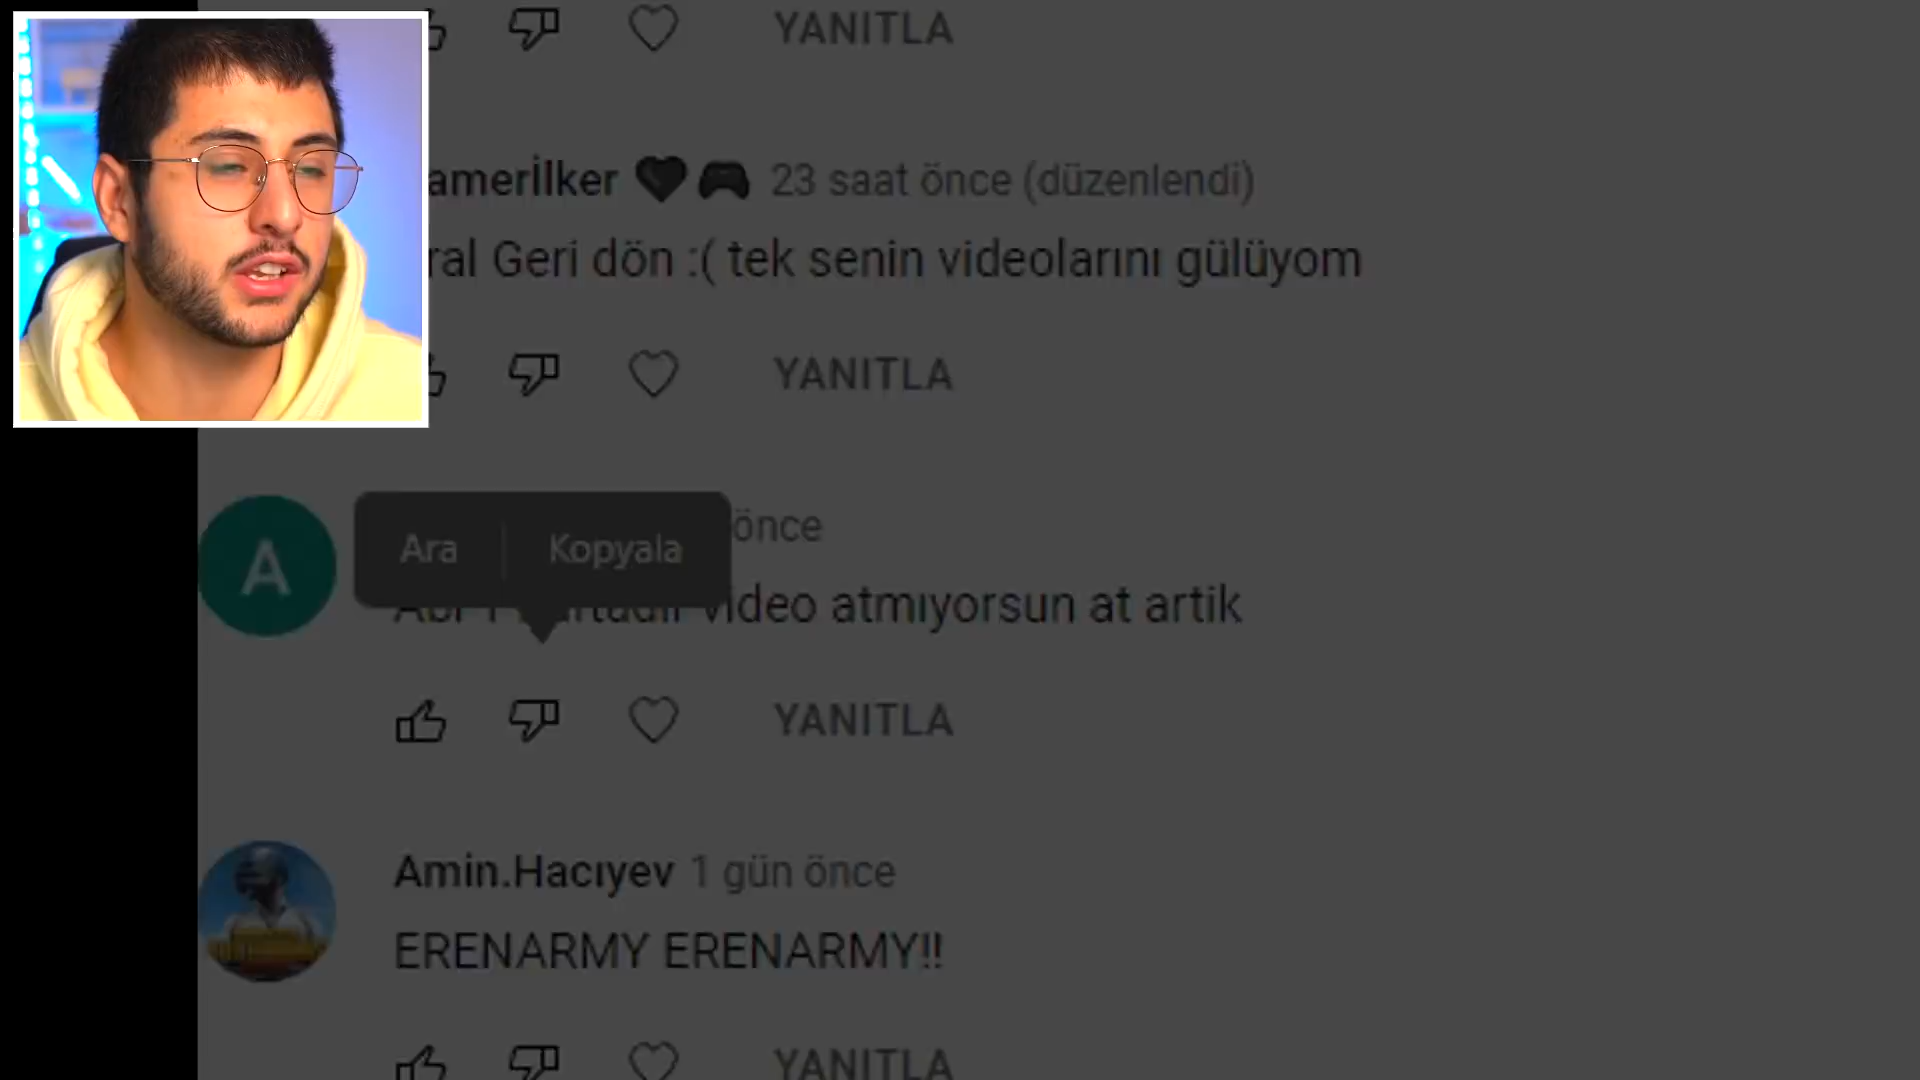 YANITLA
amerİlker 23 saat önce (düzenlendi)
ral Geri dön :( tek senin videolarını gülüyom
YANITLA
Ara Kopyala önce
video atmıyorsun at artik
YANITLA
A
Amin.Hacıyev 1 gün önce
ERENARMY ERENARMY!!
YANITLA